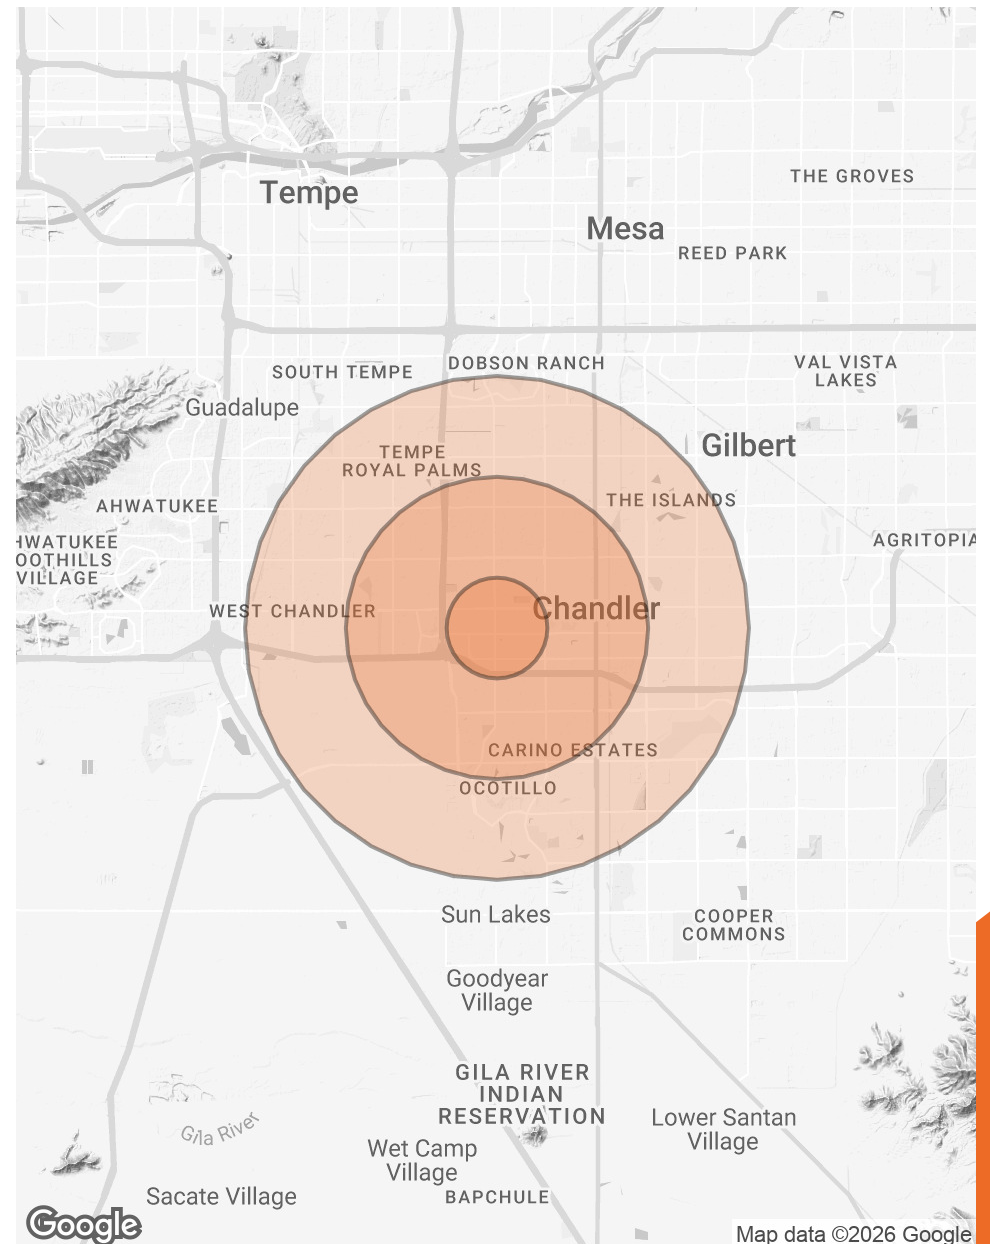 THE GROVES
Tempe
Mesa
REED PARK
DOBSON RANCH
SOUTH TEMPE
VAL VISTA
LAKES
Guadalupe
Gilbert
TEMPE
ROYAL PALMS
THE ISLANDS
AHWATUKEE
HWATUKEE
OOTHILLS
VILLAGE
AGRITOPIA
WEST CHANDLER
Chandler
CARINO ESTATES
OCOTILLO
Sun Lakes
COOPER
COMMONS
Goodyear
Village
GILA RIVER
INDIAN
RESERVATION
Lower Santan
Village
Gila River
Wet Camp
Village
Sacate Village
BAPCHULE
Google
Map data ©2026 Google